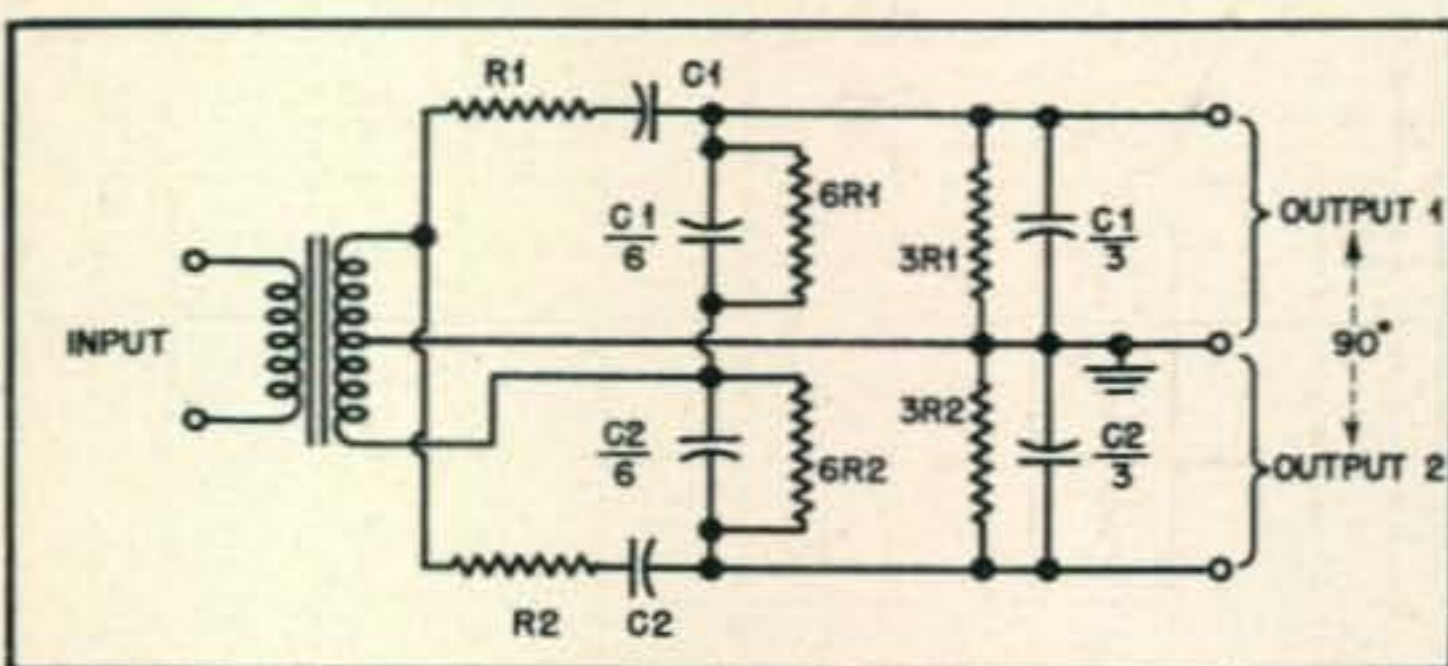 R1
C1
C1
6
6R1
3R1
C1
3
OUTPUT 1
INPUT
90°
C2
6
6R2
3R2
C2
3
OUTPUT 2
R2
C2